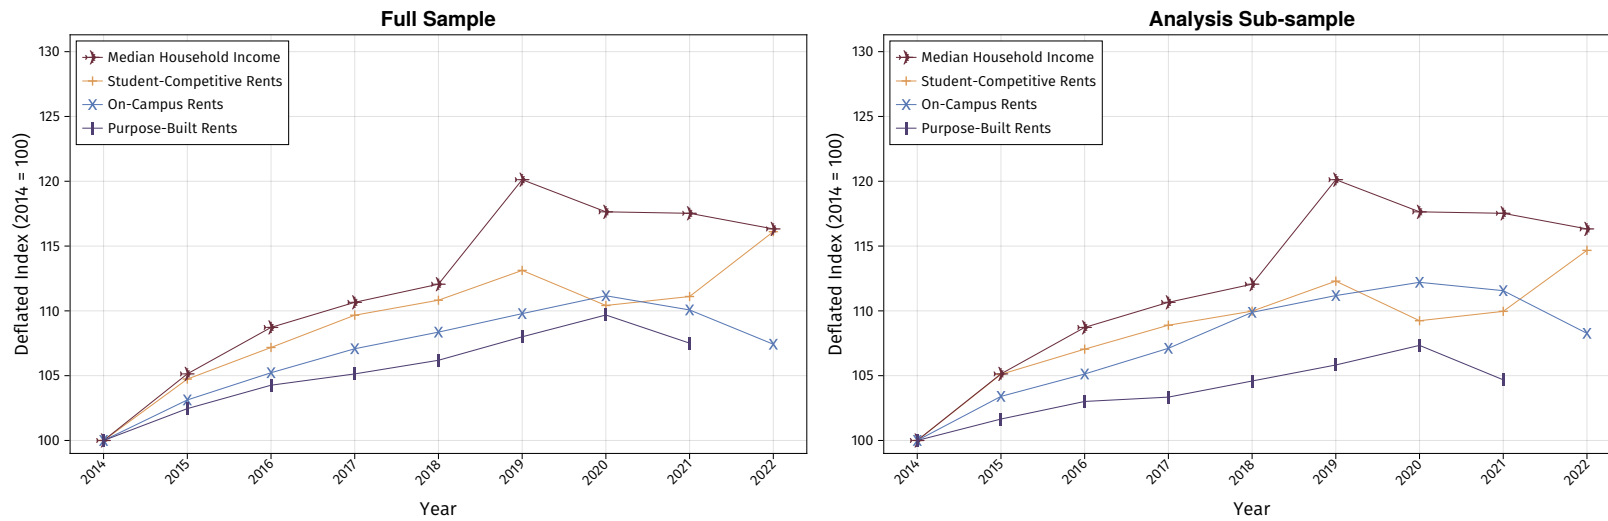 Full Sample
Deflated Index (2014 = 100)
130
125
120
115
110
105
100
Median Household Income
Student-Competitive Rents
On-Campus Rents
Purpose-Built Rents
2014
2015
2016
2017
2018
2019
2020
2021
2022
Year
Analysis Sub-sample
Deflated Index (2014 = 100)
130
125
120
115
110
105
100
Median Household Income
Student-Competitive Rents
On-Campus Rents
Purpose-Built Rents
2014
2015
2016
2017
2018
2019
2020
2021
2022
Year